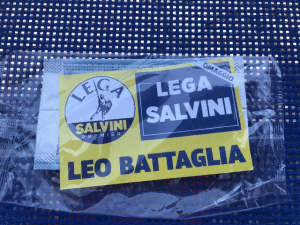 LEGA
SALVINI
PREMIER
OMAGGIO
LEGA
SALVINI
LEO BATTAGLIA